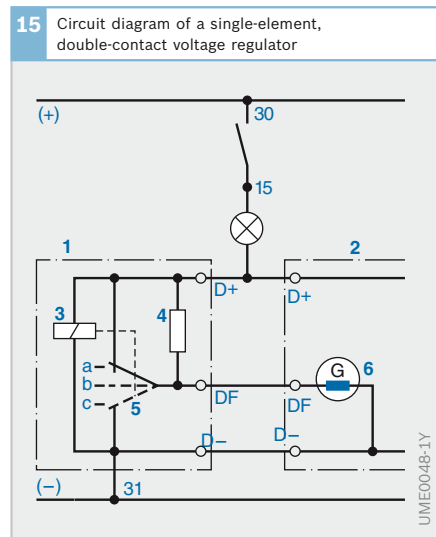 15 Circuit diagram of a single-element,
double-contact voltage regulator
(+)
30
15
1
2
D+
D+
3
4
a
b
c
5
G
6
DF
DF
D–
D–
(–)
31
UME0048-1Y